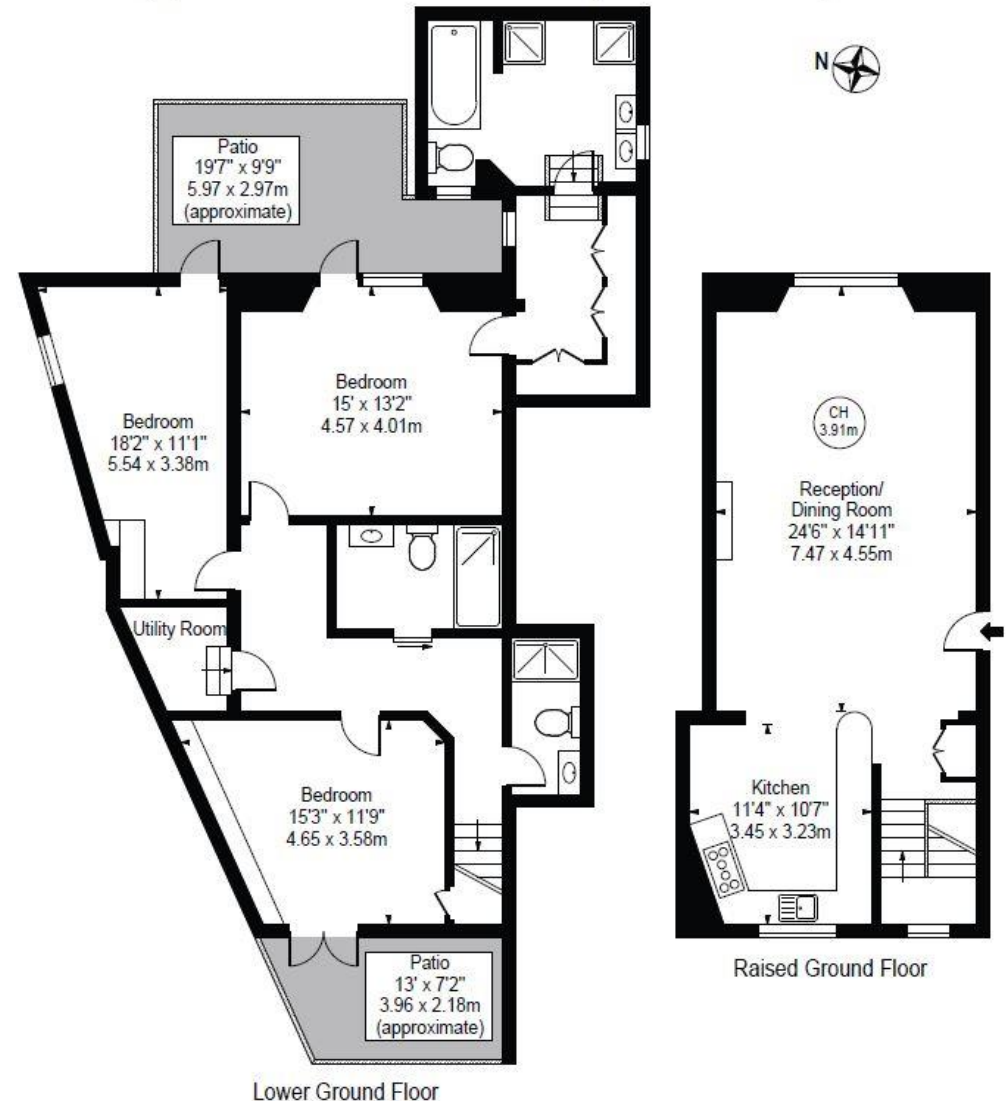 N
Patio
19'7" x 9'9"
5.97 x 2.97m
(approximate)
Bedroom
15' x 13'2"
4.57 x 4.01m
Bedroom
18'2" x 11'1"
5.54 x 3.38m
CH
3.91m
Reception/
Dining Room
24'6" x 14'11"
7.47 x 4.55m
Utility Room
Bedroom
15'3" x 11'9"
4.65 x 3.58m
Kitchen
11'4" x 10'7"
3.45 x 3.23m
Patio
13' x 7'2"
3.96 x 2.18m
(approximate)
Raised Ground Floor
Lower Ground Floor